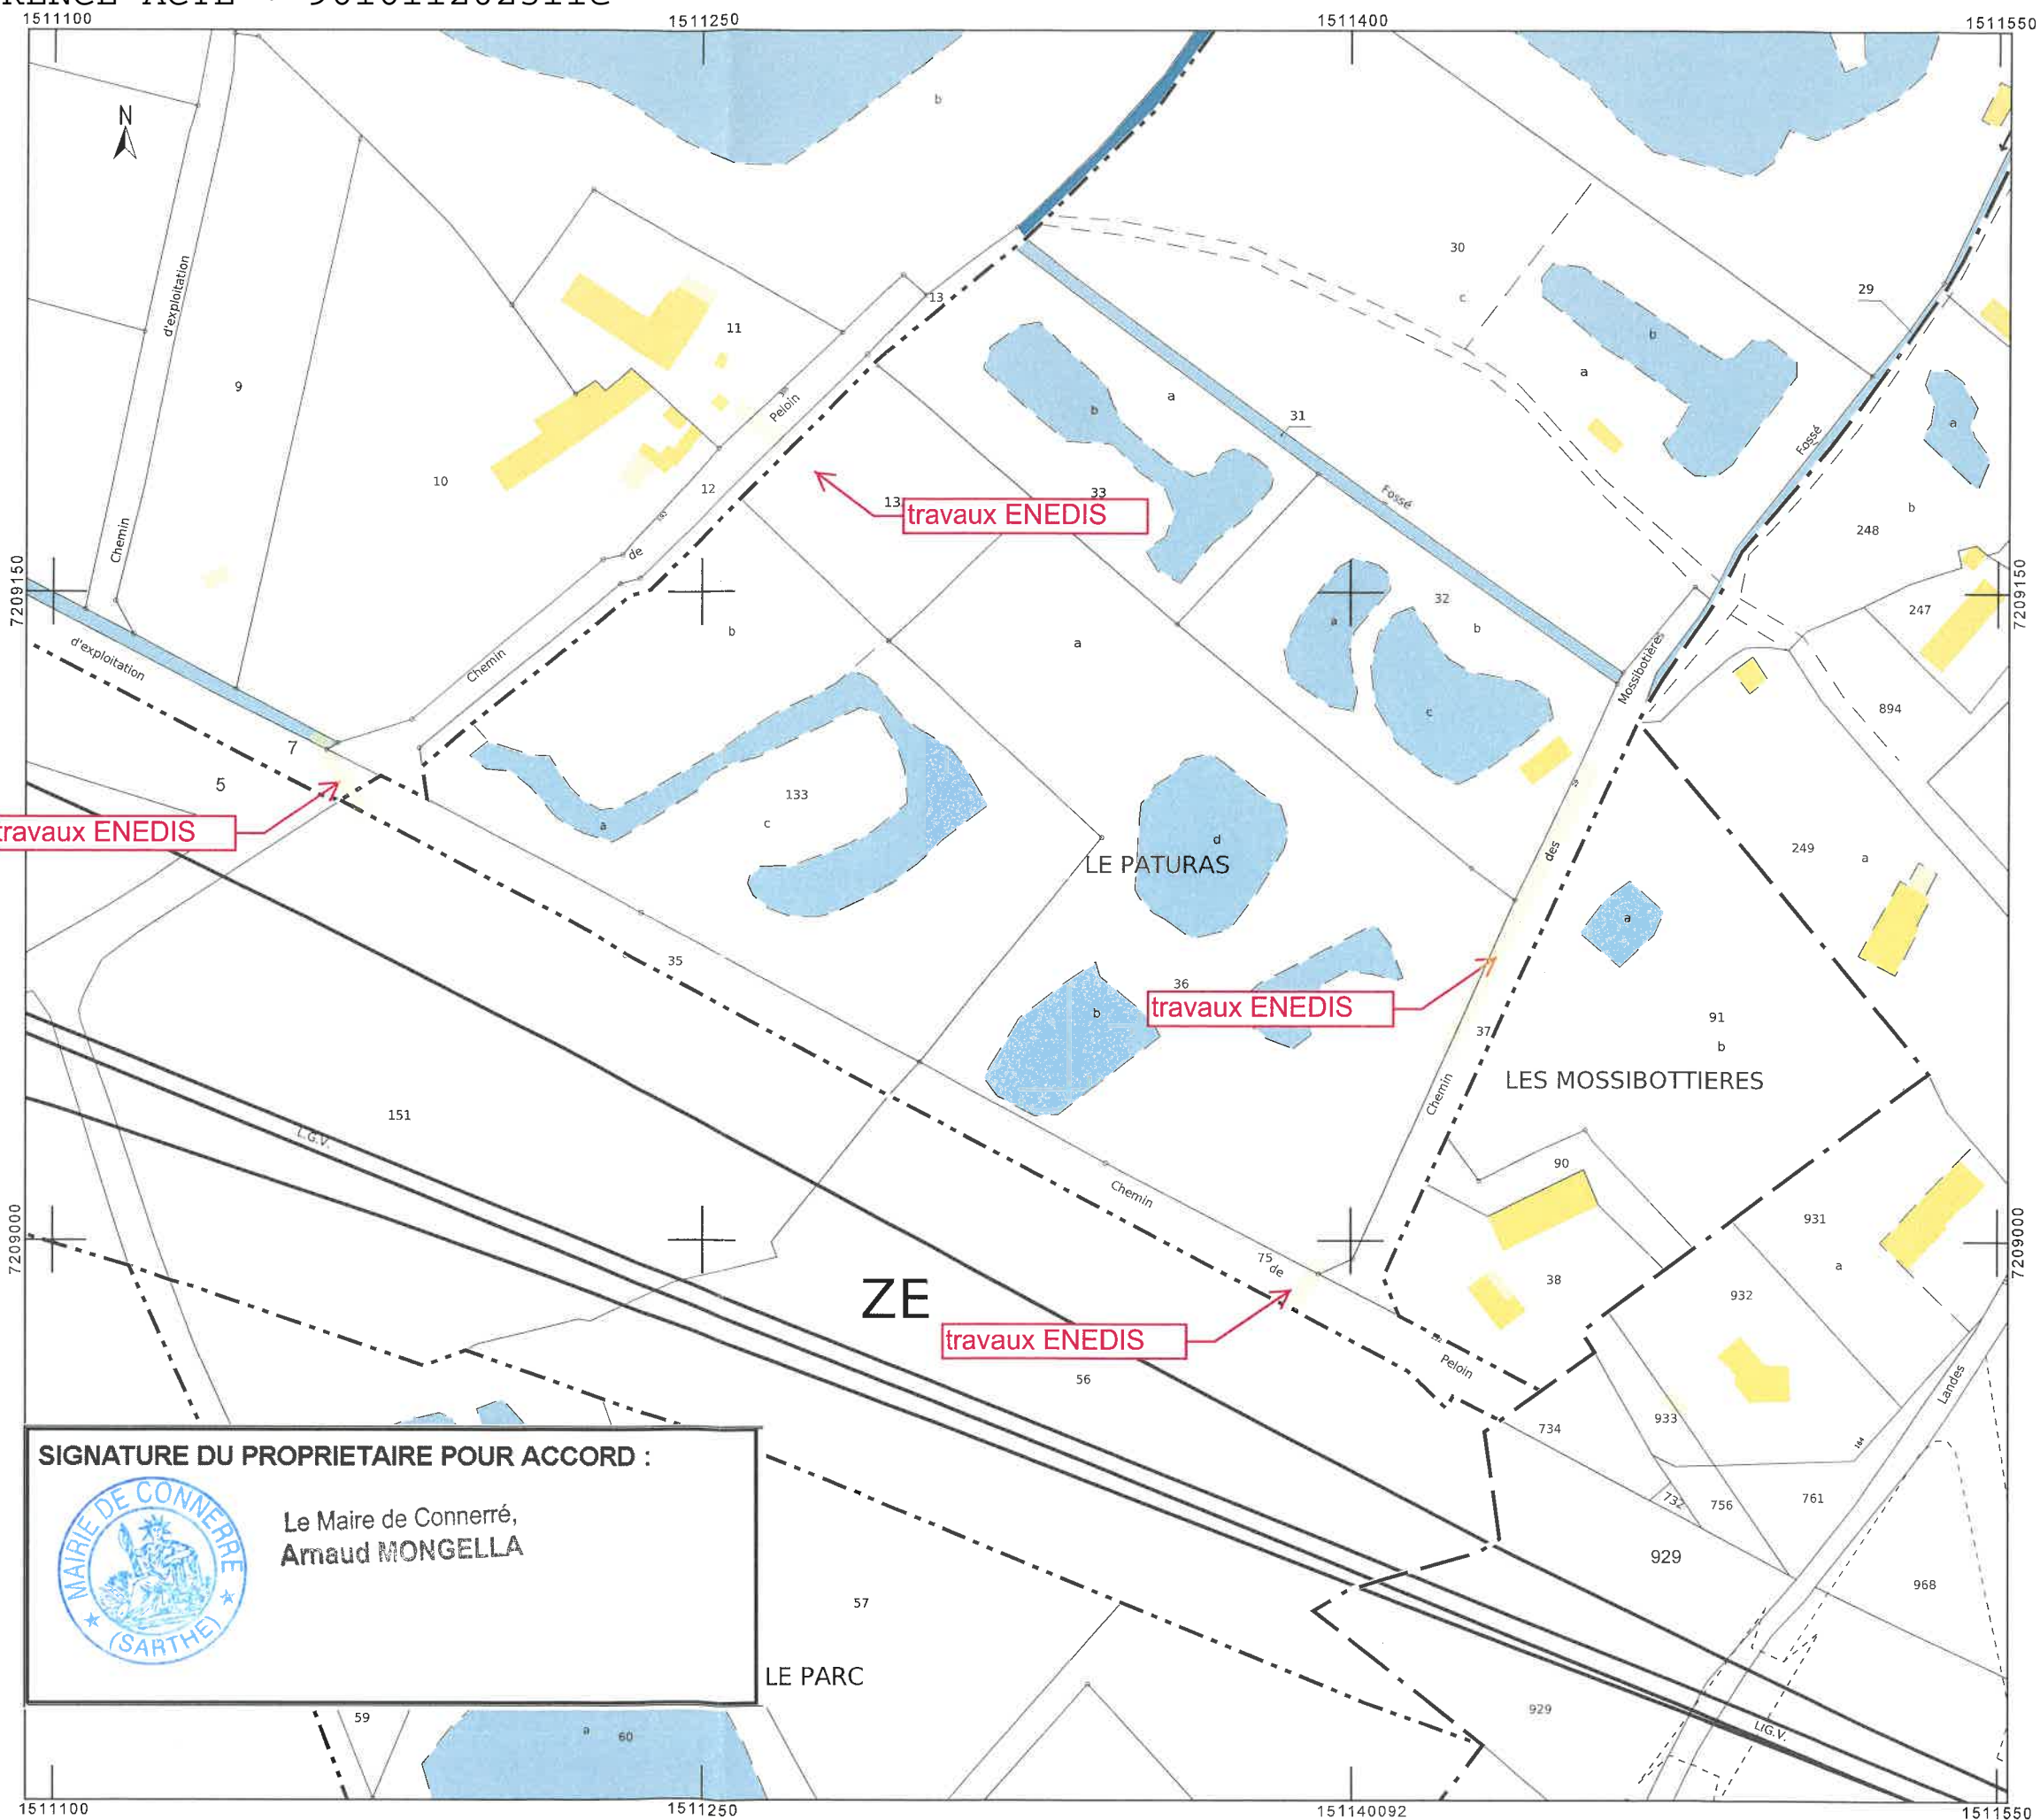 1511100
1511250
1511400
1511550
N
b
30
c
29
d'exploitation
13
11
9
b
a
a
b
a
31
Peloin
Fossé
a
10
12
33
travaux ENEDIS
Fossé
b
248
Chemin
de
7209150
7209150
32
b
a
247
b
a
d'exploitation
Chemin
Mossibotières
894
c
7
5
travaux ENEDIS
133
c
a
d
LE PATURAS
des
249
a
a
35
36
b
travaux ENEDIS
37
91
b
LES MOSSIBOTTIERES
Chemin
151
L.G.V.
90
Chemin
931
a
7209000
7209000
75
de
38
932
ZE
travaux ENEDIS
56
Peloin
Landes
734
933
184
SIGNATURE DU PROPRIETAIRE POUR ACCORD :
MAIRIE DE CONNERRE
(SARTHE)
Le Maire de Connerré,
Arnaud MONGELLA
732
756
761
929
968
57
LE PARC
59
a
60
929
L.G.V.
1511100
1511250
151140092
1511550